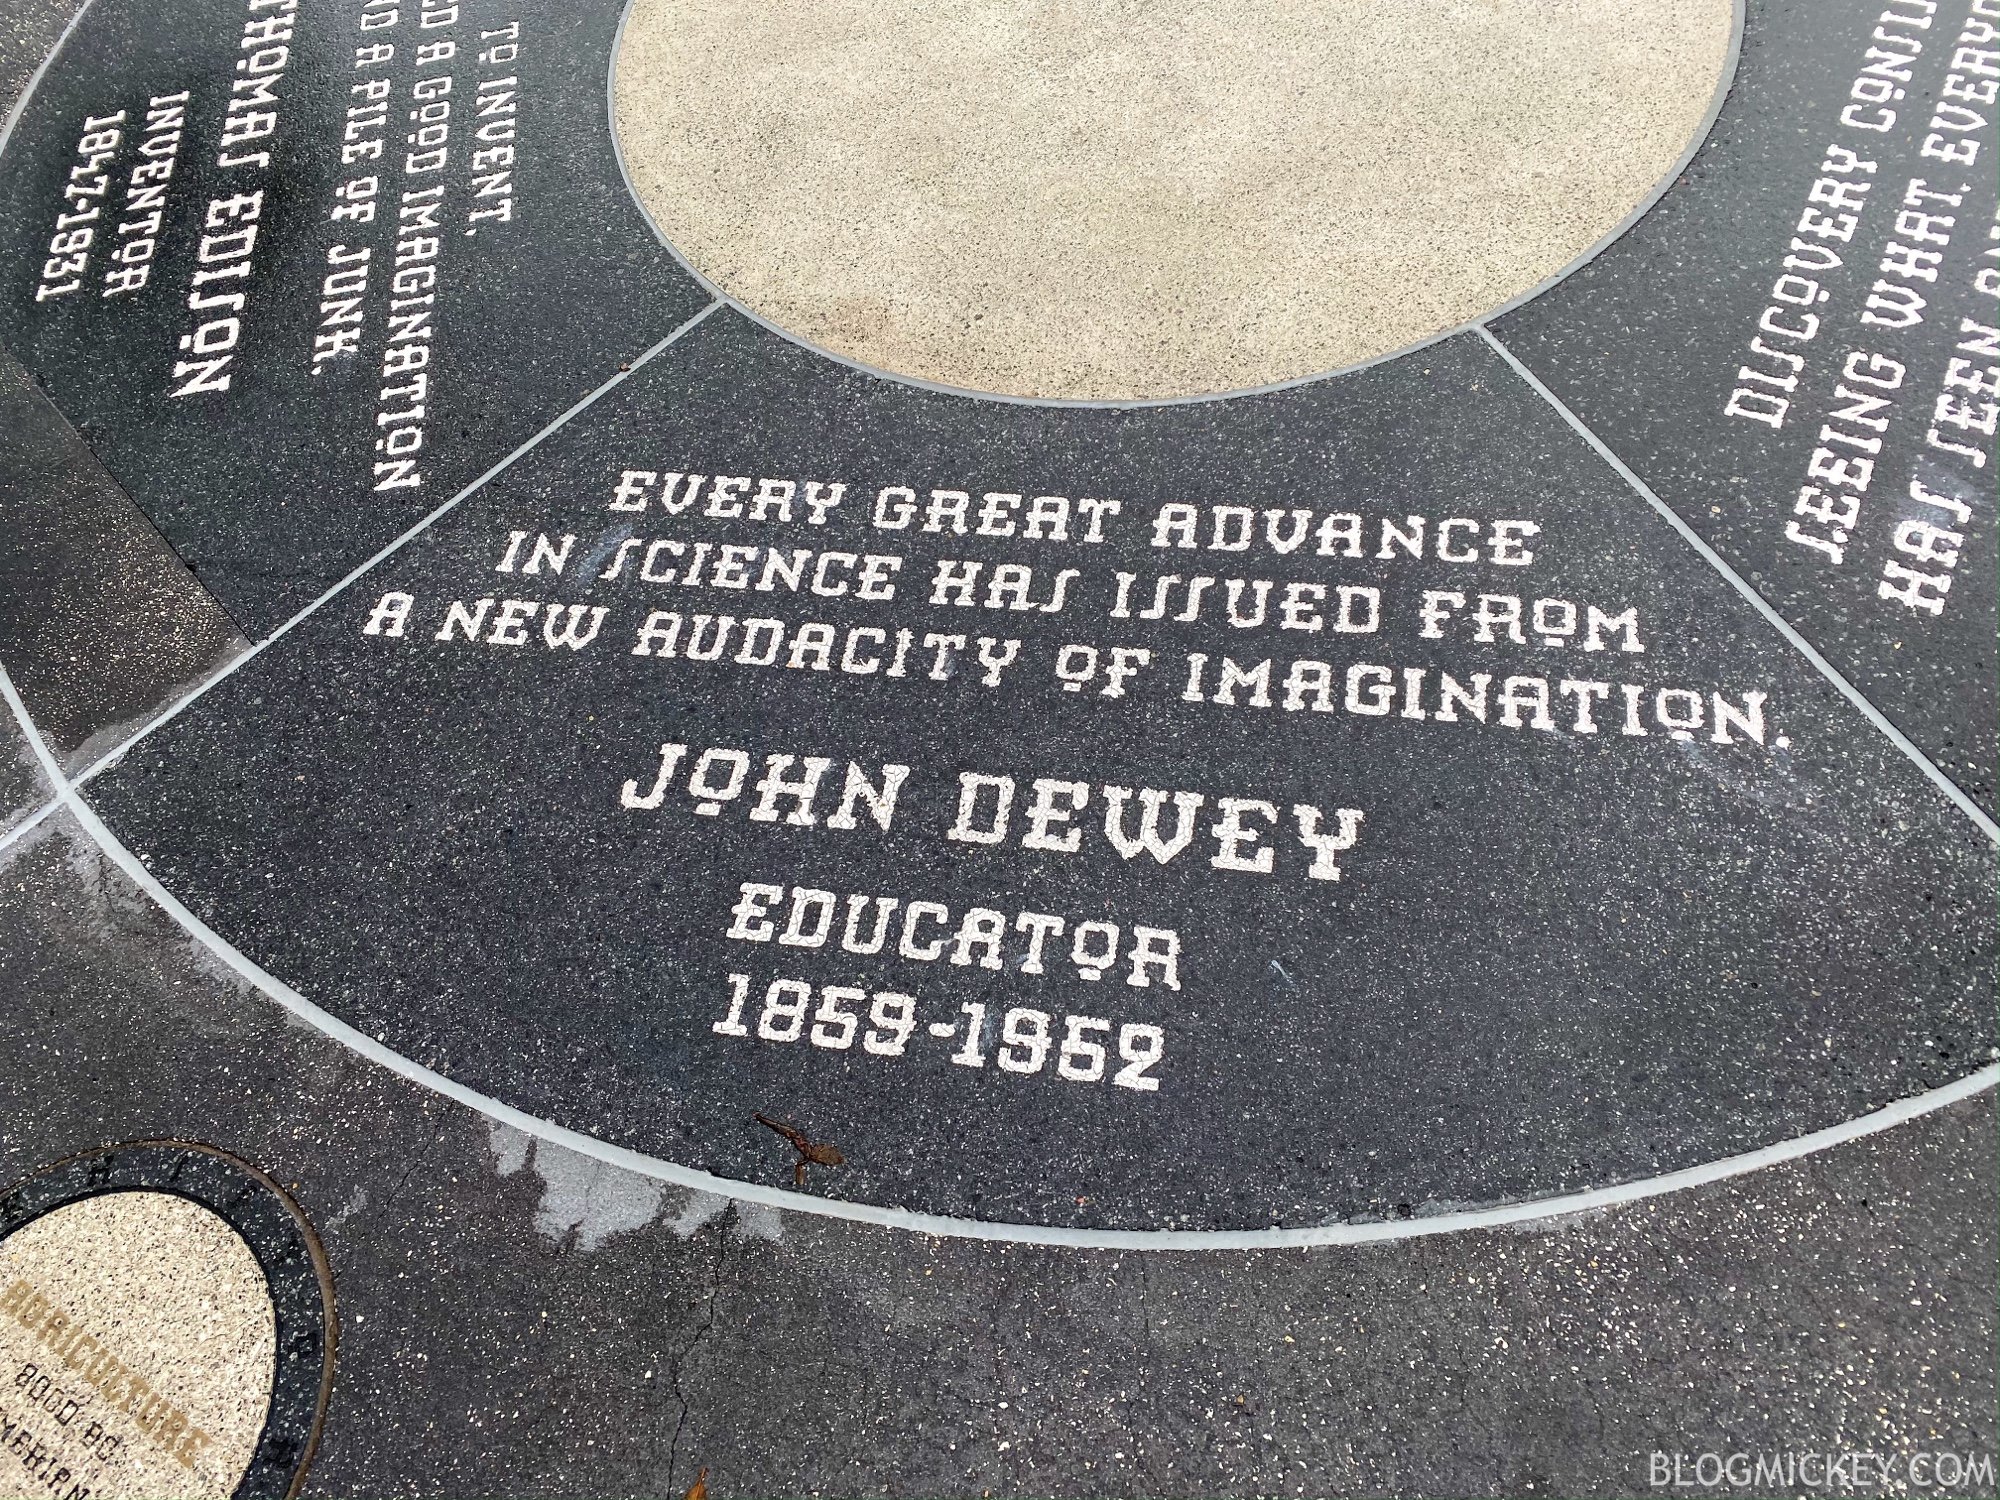 TO INVENT,
D A GOOD IMAGINATION
ND A PILE OF JUNK.
THOMAS EDISON
INVENTOR
1847-1931
DISCOVERY
SEEING WHAT EVERYO
HAS SEEN
EVERY GREAT ADVANCE
IN SCIENCE HAS ISSUED FROM
A NEW AUDACITY OF IMAGINATION.
JOHN DEWEY
EDUCATOR
1859-1952
AGRICULTURE
8000 BC
BLOGMICKEY.COM